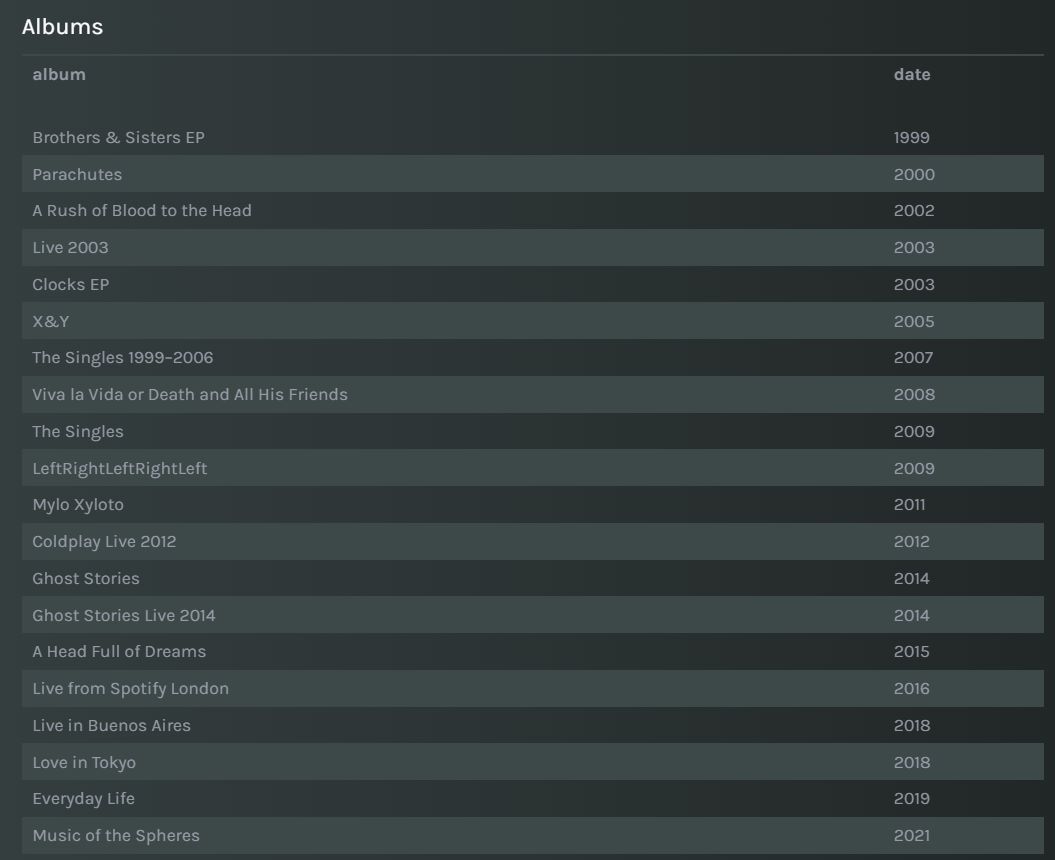 Albums
album date
Brothers & Sisters EP 1999
Parachutes 2000
A Rush of Blood to the Head 2002
Live 2003 2003
Clocks EP 2003
X&Y 2005
The Singles 1999–2006 2007
Viva la Vida or Death and All His Friends 2008
The Singles 2009
LeftRightLeftRightLeft 2009
Mylo Xyloto 2011
Coldplay Live 2012 2012
Ghost Stories 2014
Ghost Stories Live 2014 2014
A Head Full of Dreams 2015
Live from Spotify London 2016
Live in Buenos Aires 2018
Love in Tokyo 2018
Everyday Life 2019
Music of the Spheres 2021